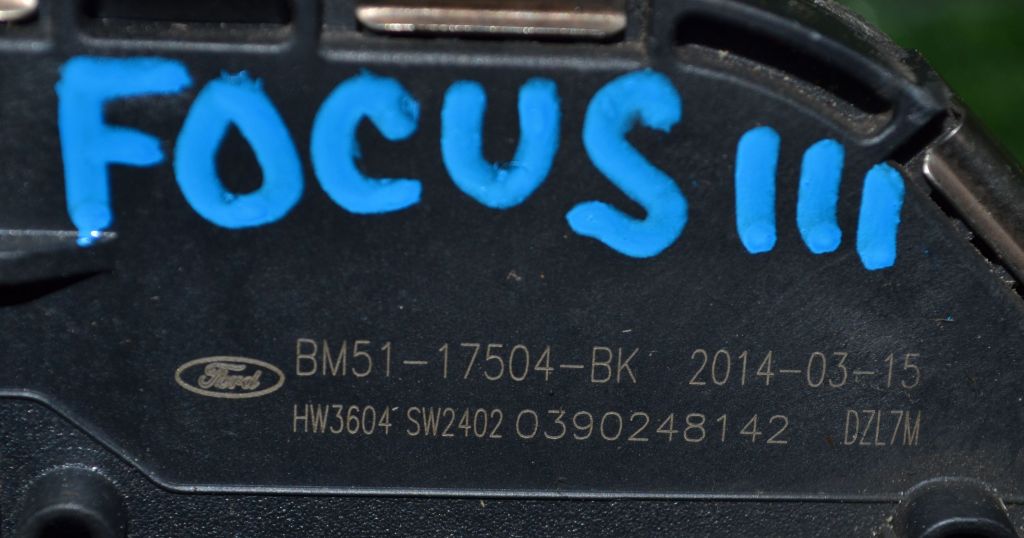 FOCUS III
Ford BM51-17504-BK 2014-03-15
HW3604 SW2402 0390248142 DZL7M